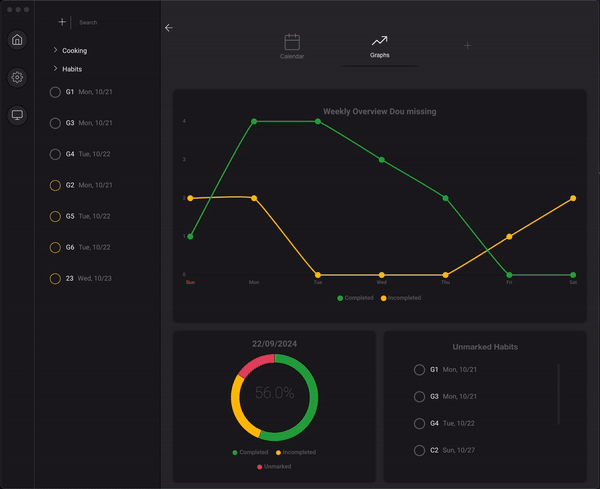 Search
Cooking
Habits
G1 Mon, 10/21
G3 Mon, 10/21
G4 Tue, 10/22
G2 Mon, 10/21
G5 Tue, 10/22
G6 Tue, 10/22
23 Wed, 10/23
Calendar
Graphs
Weekly Overview Dou missing
4
3
2
1
0
Sun Mon Tue Wed Thu Fri Sat
Completed Incompleted
22/09/2024
56.0%
Completed Incompleted
Unmarked
Unmarked Habits
G1 Mon, 10/21
G3 Mon, 10/21
G4 Tue, 10/22
C2 Sun, 10/27